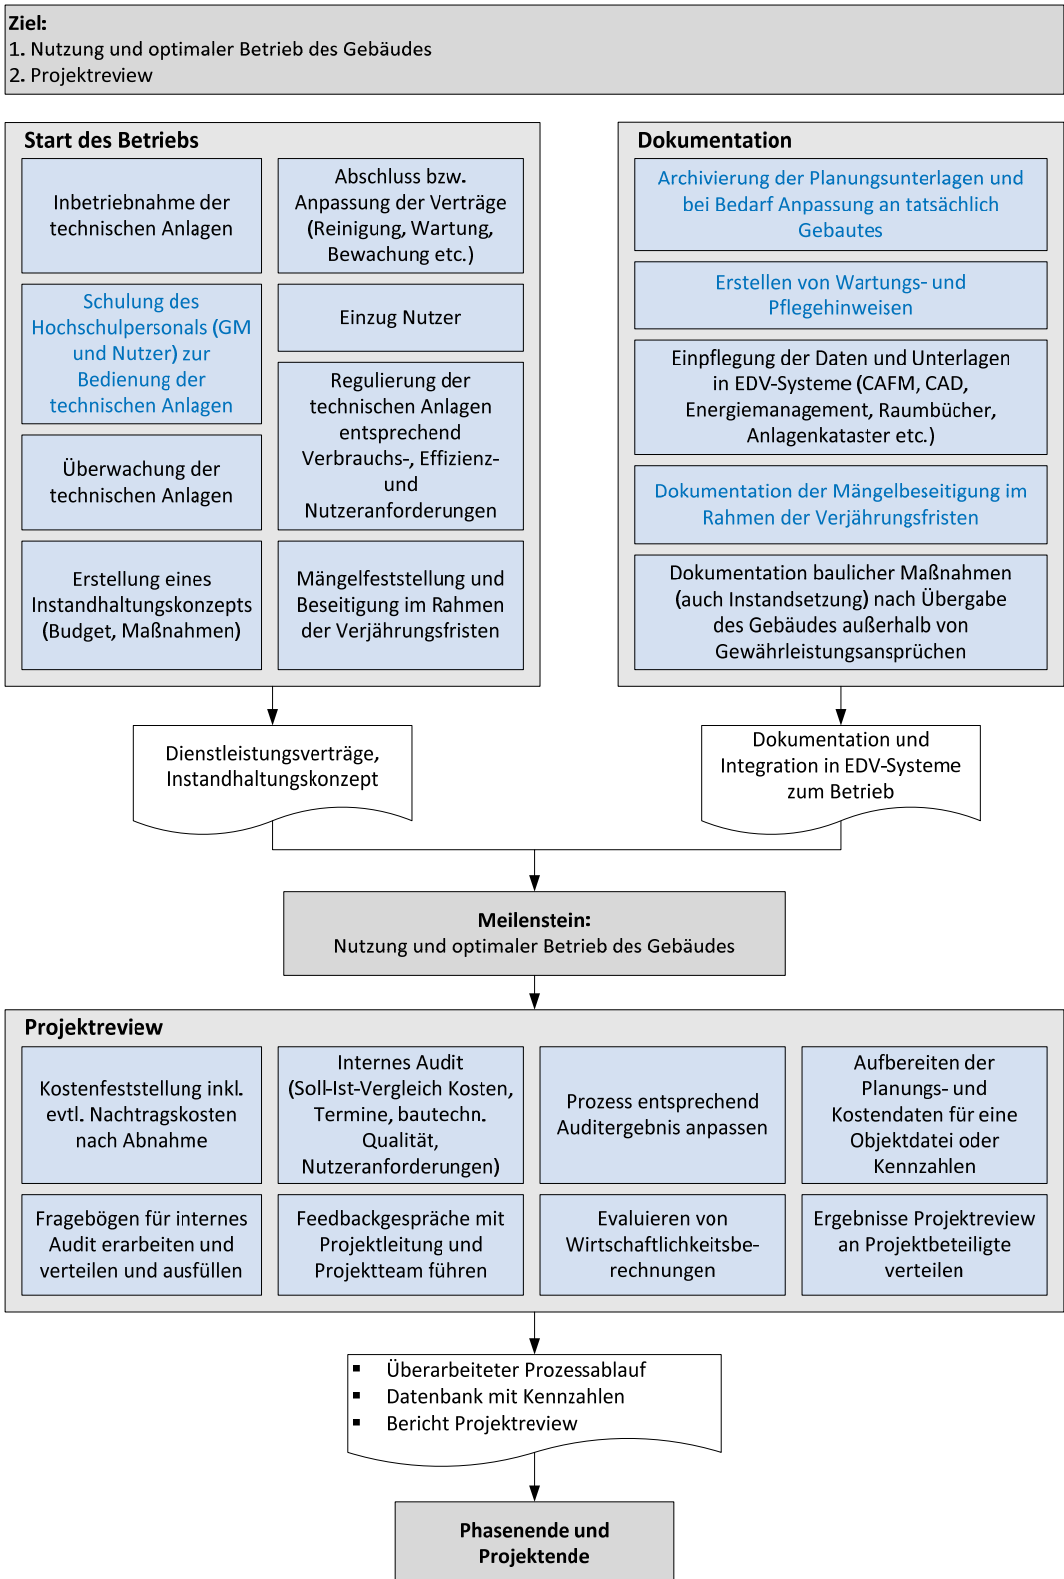 Ziel:
1. Nutzung und optimaler Betrieb des Gebäudes
2. Projektreview
Start des Betriebs
Inbetriebnahme der
technischen Anlagen
Schulung des
Hochschulpersonals (GM
und Nutzer) zur
Bedienung der
technischen Anlagen
Überwachung der
technischen Anlagen
Erstellung eines
Instandhaltungskonzepts
(Budget, Maßnahmen)
Abschluss bzw.
Anpassung der Verträge
(Reinigung, Wartung,
Bewachung etc.)
Einzug Nutzer
Regulierung der
technischen Anlagen
entsprechend
Verbrauchs-, Effizienz-
und
Nutzeranforderungen
Mängelfeststellung und
Beseitigung im Rahmen
der Verjährungsfristen
Dokumentation
Archivierung der Planungsunterlagen und
bei Bedarf Anpassung an tatsächlich
Gebautes
Erstellen von Wartungs- und
Pflegehinweisen
Einpflegung der Daten und Unterlagen
in EDV-Systeme (CAFM, CAD,
Energiemanagement, Raumbücher,
Anlagenkataster etc.)
Dokumentation der Mängelbeseitigung im
Rahmen der Verjährungsfristen
Dokumentation baulicher Maßnahmen
(auch Instandsetzung) nach Übergabe
des Gebäudes außerhalb von
Gewährleistungsansprüchen
Dienstleistungsverträge,
Instandhaltungskonzept
Dokumentation und
Integration in EDV-Systeme
zum Betrieb
Meilenstein:
Nutzung und optimaler Betrieb des Gebäudes
Projektreview
Kostenfeststellung inkl.
evtl. Nachtragskosten
nach Abnahme
Internes Audit
(Soll-Ist-Vergleich Kosten,
Termine, bautechn.
Qualität,
Nutzeranforderungen)
Prozess entsprechend
Auditergebnis anpassen
Aufbereiten der
Planungs- und
Kostendaten für eine
Objektdatei oder
Kennzahlen
Fragebögen für internes
Audit erarbeiten und
verteilen und ausfüllen
Feedbackgespräche mit
Projektleitung und
Projektteam führen
Evaluieren von
Wirtschaftlichkeitsbe-
rechnungen
Ergebnisse Projektreview
an Projektbeteiligte
verteilen
▪ Überarbeiteter Prozessablauf
▪ Datenbank mit Kennzahlen
▪ Bericht Projektreview
Phasenende und
Projektende